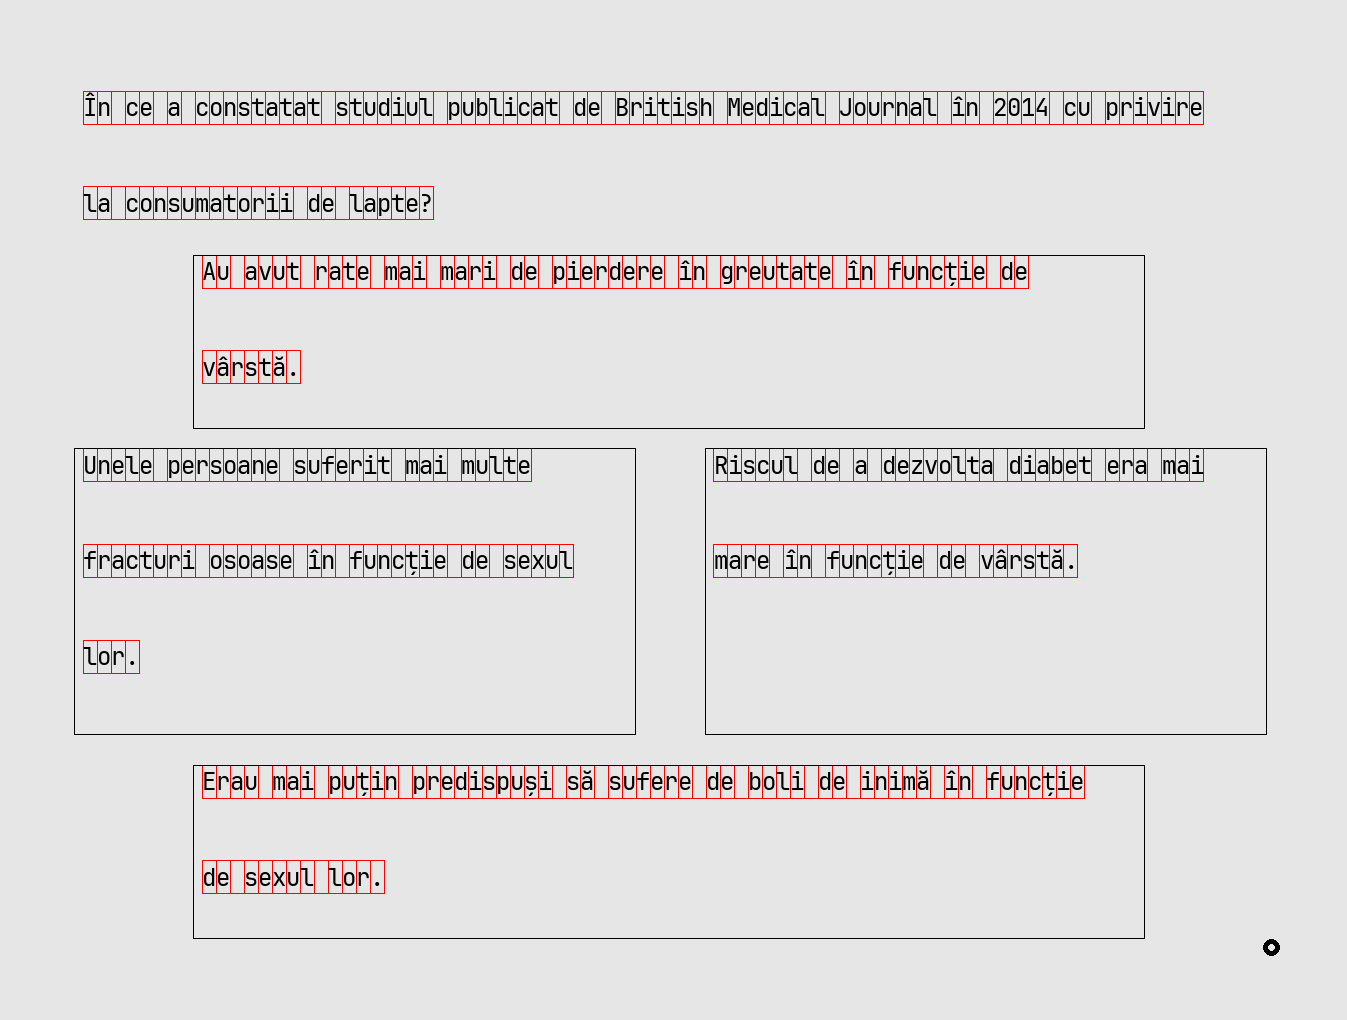 În ce a constatat studiul publicat de British Medical Journal în 2014 cu privire
la consumatorii de lapte?
Au avut rate mai mari de pierdere în greutate în funcție de
vârstă.
Unele persoane suferit mai multe
fracturi osoase în funcție de sexul
lor.
Riscul de a dezvolta diabet era mai
mare în funcție de vârstă.
Erau mai puțin predispuși să sufere de boli de inimă în funcție
de sexul lor.